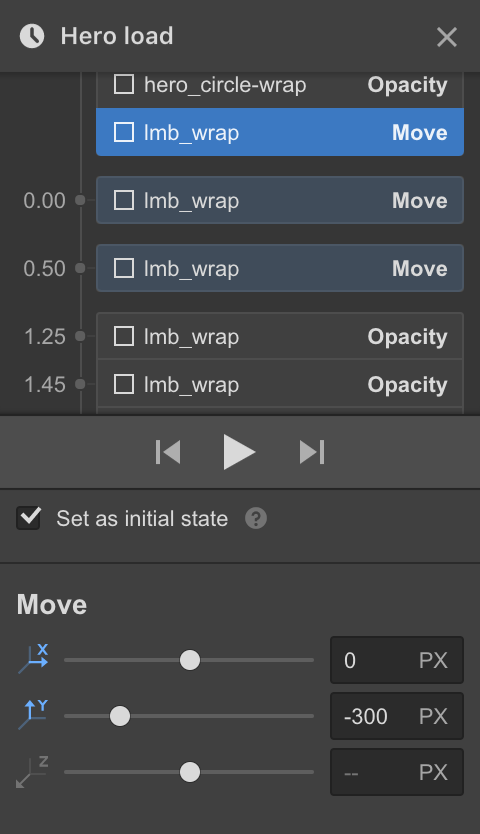 Hero load
hero_circle-wrap Opacity
lmb_wrap Move
0.00 lmb_wrap Move
0.50 lmb_wrap Move
1.25 lmb_wrap Opacity
1.45 lmb_wrap Opacity
Set as initial state ?
Move
X 0 PX
Y -300 PX
Z -- PX